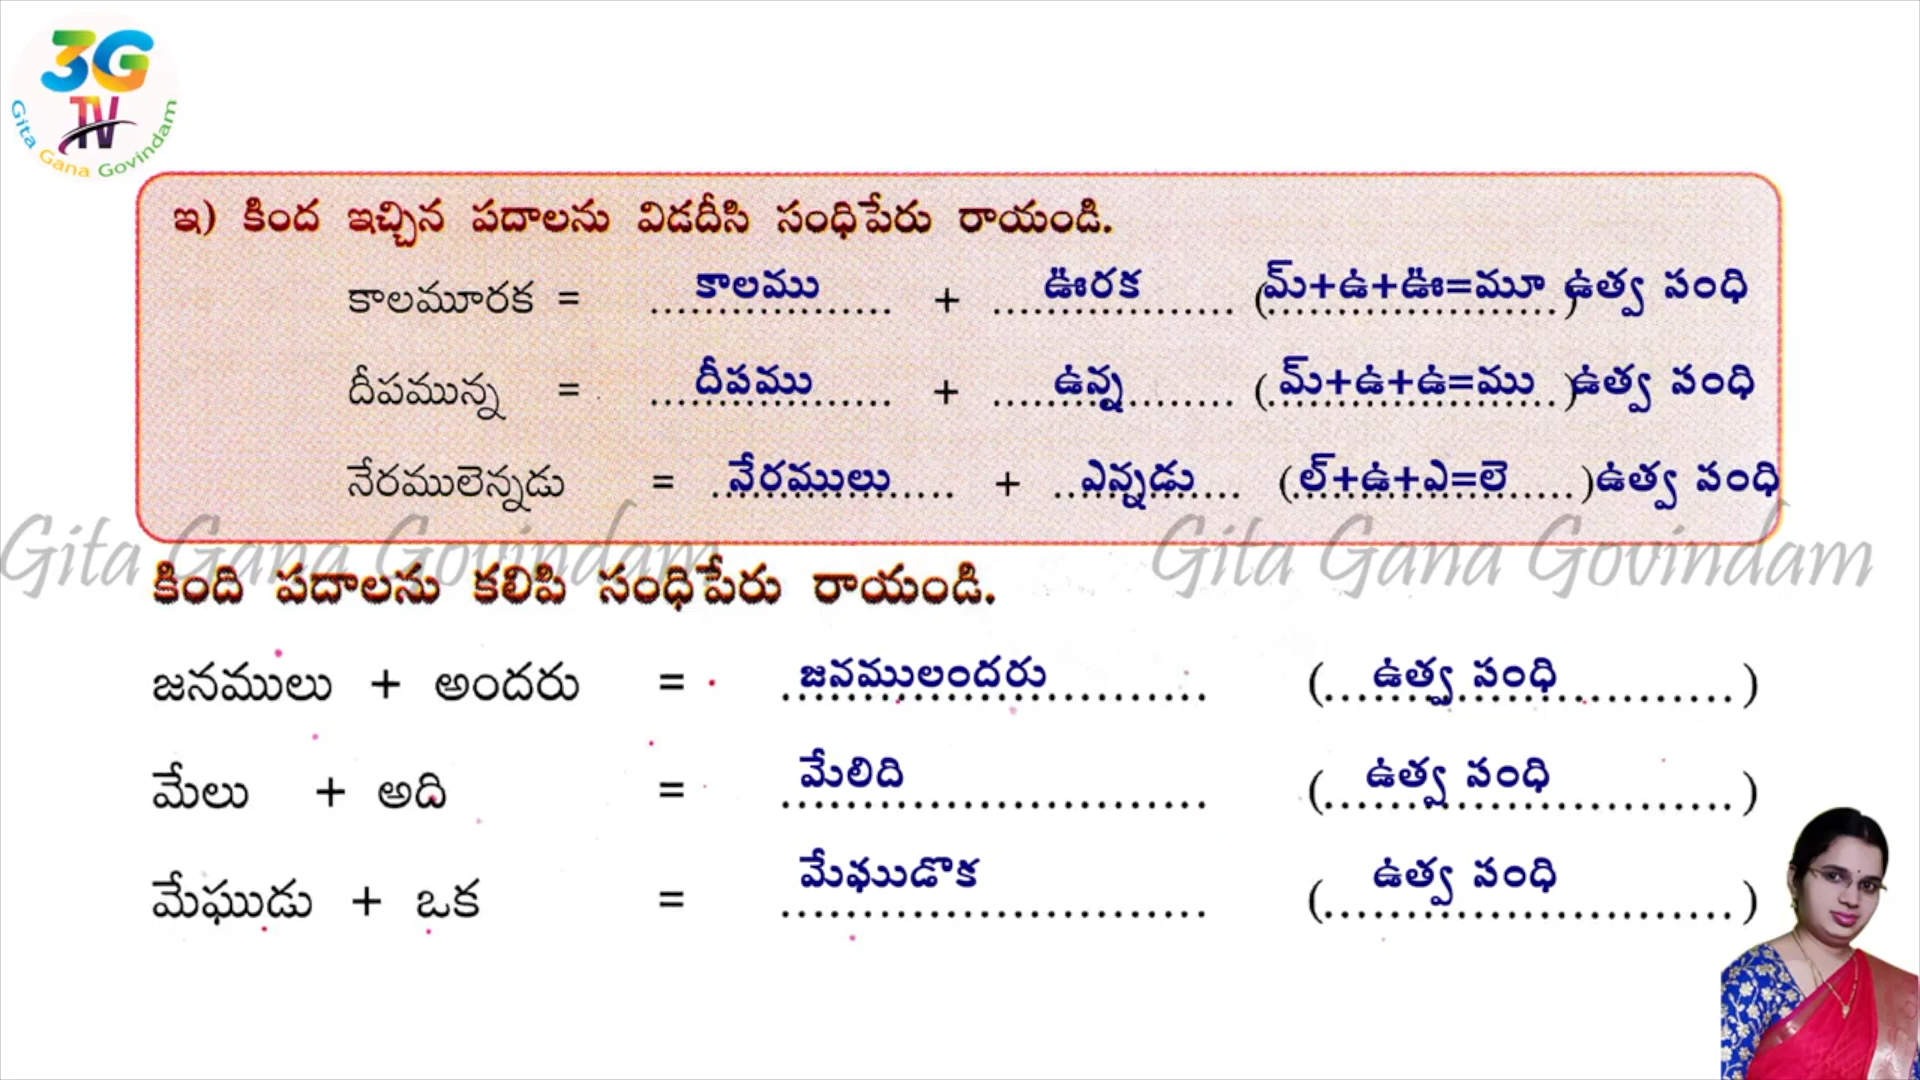 3G
TV
Gita Gana Govindam
ఇ) కింద ఇచ్చిన పదాలను విడదీసి సంధిపేరు రాయండి.
కాలమూరక = కాలము + ఊరక (మ్+ఉ+ఊ=మూ) ఉత్వ సంధి
దీపమున్న = దీపము + ఉన్న (మ్+ఉ+ఉ=ము) ఉత్వ సంధి
నేరములెన్నడు = నేరములు + ఎన్నడు (ల్+ఉ+ఎ=లె) ఉత్వ సంధి
Gita Gana Govindam Gita Gana Govindam
కింది పదాలను కలిపి సంధిపేరు రాయండి.
జనములు + అందరు = జనములందరు (ఉత్వ సంధి)
మేలు + అది = మేలిది (ఉత్వ సంధి)
మేఘుడు + ఒక = మేఘుడొక (ఉత్వ సంధి)